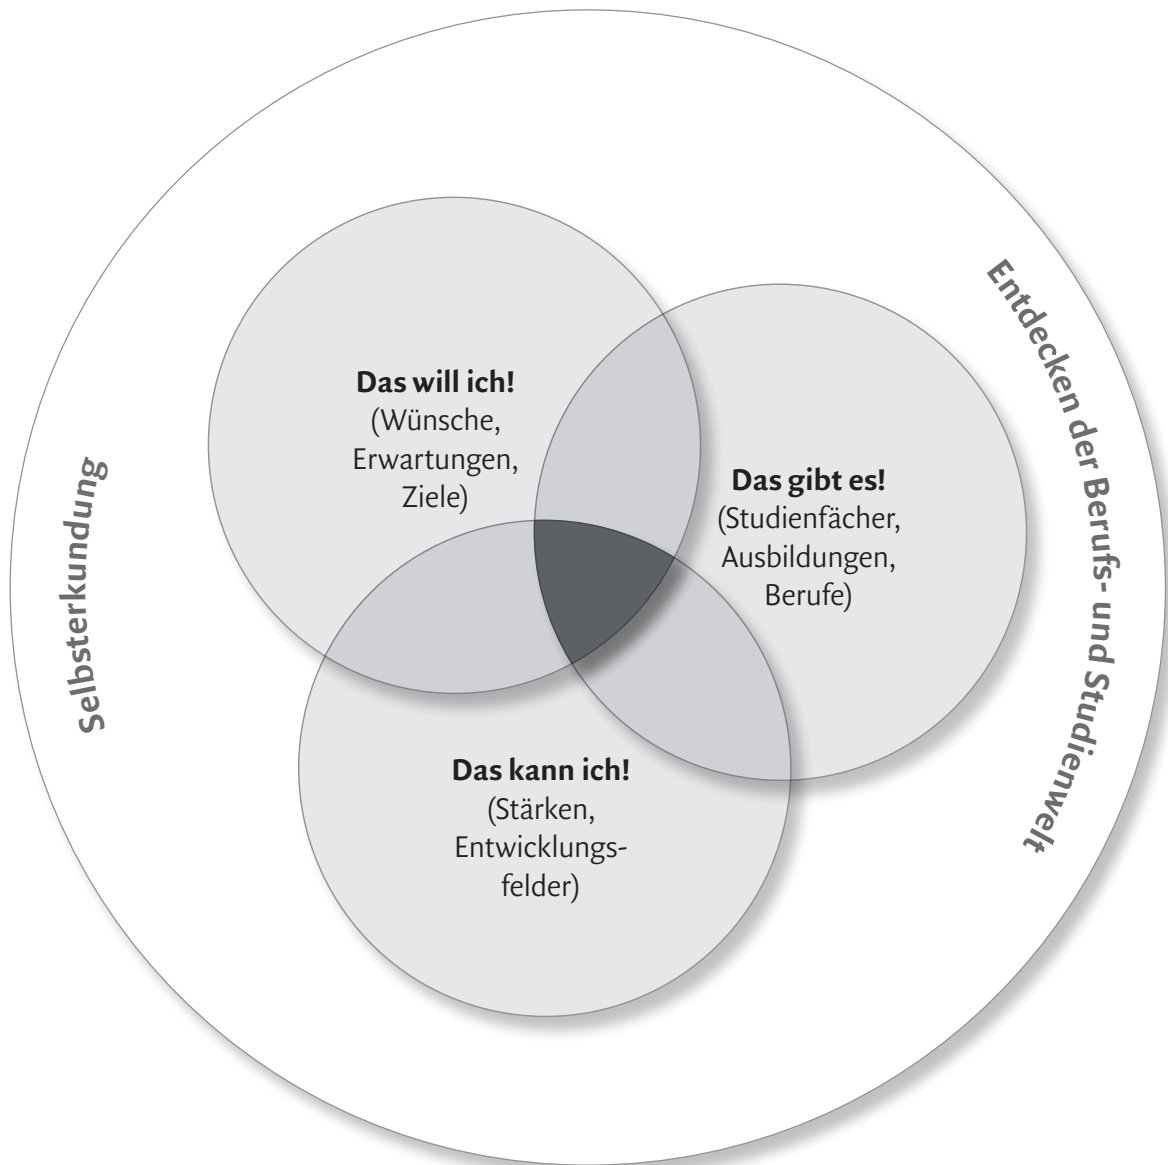 Das will ich!
(Wünsche,
Erwartungen,
Ziele)
Das gibt es!
(Studienfächer,
Ausbildungen,
Berufe)
Das kann ich!
(Stärken,
Entwicklungs-
felder)
Selbsterkundung
Entdecken der Berufs- und Studienwelt